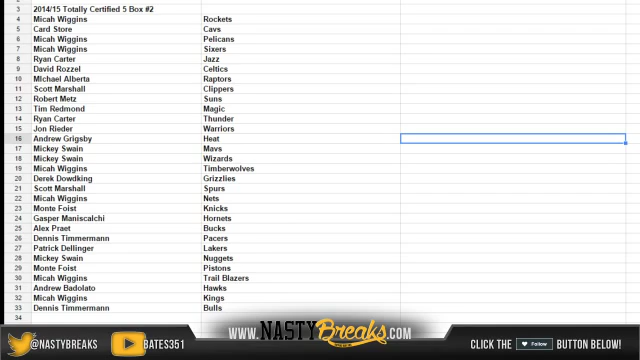 3 2014/15 Totally Certified 5 Box #2
4 Micah Wiggins Rockets
5 Card Store Cavs
6 Micah Wiggins Pelicans
7 Micah Wiggins Sixers
8 Ryan Carter Jazz
9 David Rozzel Celtics
10 MIchael Alberta Raptors
11 Scott Marshall Clippers
12 Robert Metz Suns
13 Tim Redmond Magic
14 Ryan Carter Thunder
15 Jon Rieder Warriors
16 Andrew Grigsby Heat
17 Mickey Swain Mavs
18 Mickey Swain Wizards
19 Micah Wiggins Timberwolves
20 Derek Dowdking Grizzlies
21 Scott Marshall Spurs
22 Micah Wiggins Nets
23 Monte Foist Knicks
24 Gasper Maniscalchi Hornets
25 Alex Praet Bucks
26 Dennis Timmermann Pacers
27 Patrick Dellinger Lakers
28 Mickey Swain Nuggets
29 Monte Foist Pistons
30 Micah Wiggins Trail Blazers
31 Andrew Badolato Hawks
32 Micah Wiggins Kings
33 Dennis Timmermann Bulls
34
@NASTYBREAKS BATES351 WWW.NASTYBreaks.COM CLICK THE Follow BUTTON BELOW!